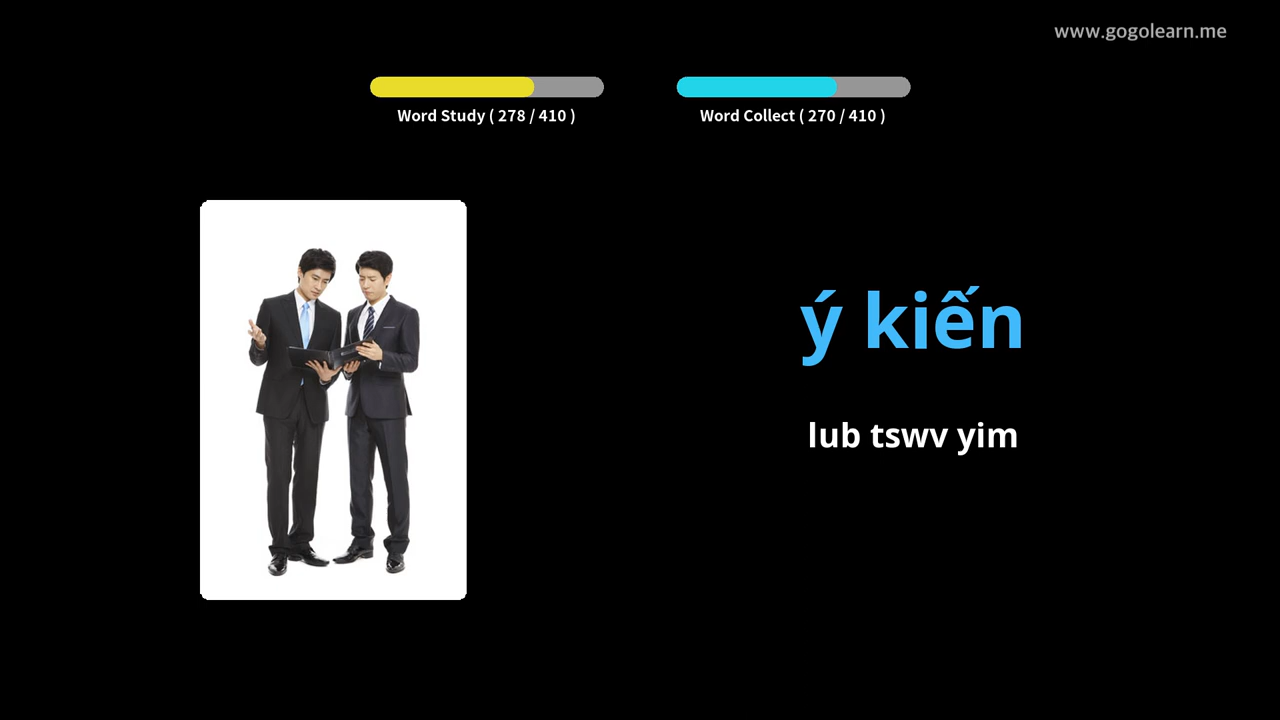 www.gogolearn.me
Word Study ( 278 / 410 )
Word Collect ( 270 / 410 )
ý kiến
lub tswv yim